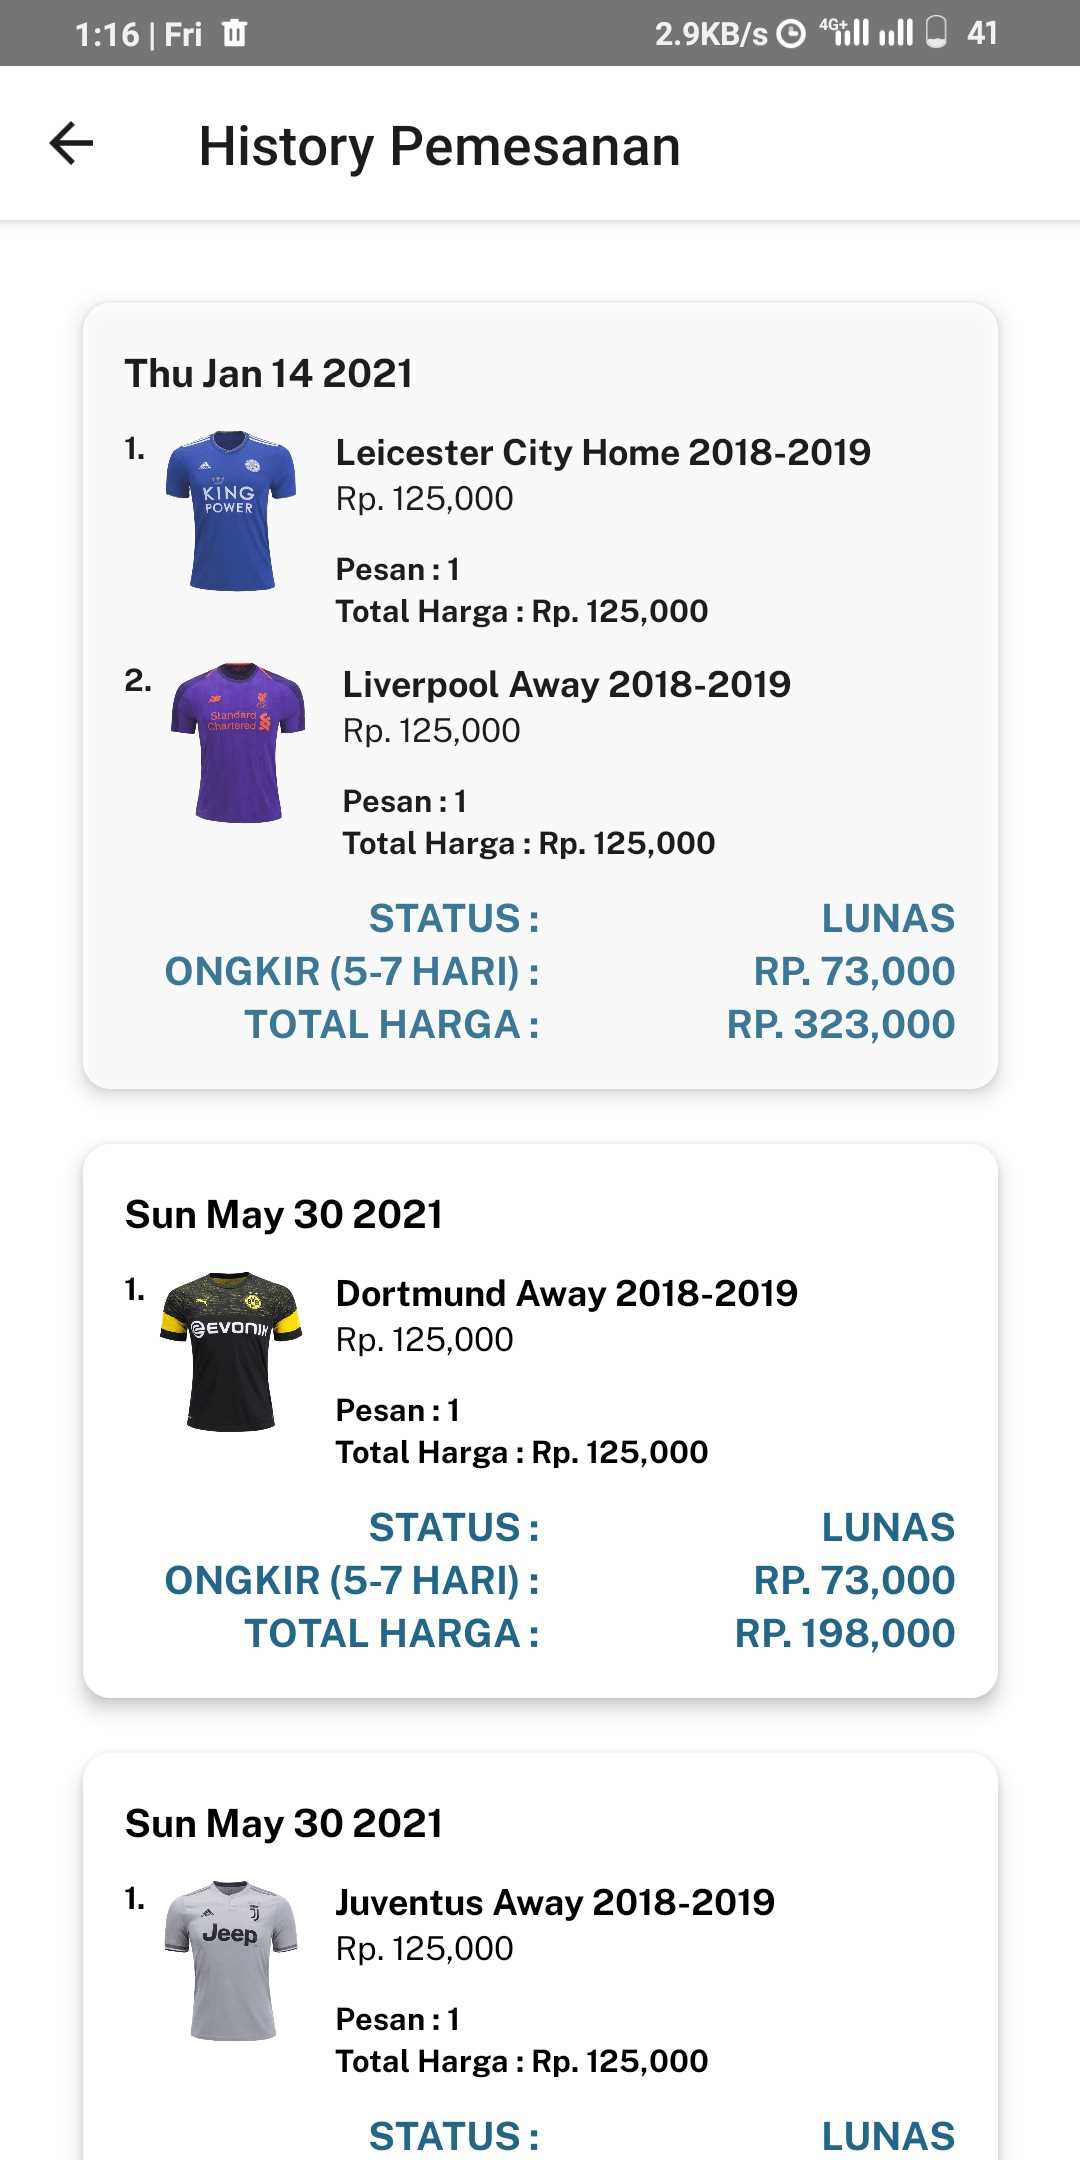 1:16 | Fri
2.9KB/s 4G+ 41
History Pemesanan
Thu Jan 14 2021
1.
KING
POWER
Leicester City Home 2018-2019
Rp. 125,000
Pesan : 1
Total Harga : Rp. 125,000
2.
Standard
Chartered
Liverpool Away 2018-2019
Rp. 125,000
Pesan : 1
Total Harga : Rp. 125,000
STATUS : LUNAS
ONGKIR (5-7 HARI) : RP. 73,000
TOTAL HARGA : RP. 323,000
Sun May 30 2021
1.
EVONIK
Dortmund Away 2018-2019
Rp. 125,000
Pesan : 1
Total Harga : Rp. 125,000
STATUS : LUNAS
ONGKIR (5-7 HARI) : RP. 73,000
TOTAL HARGA : RP. 198,000
Sun May 30 2021
1.
Jeep
Juventus Away 2018-2019
Rp. 125,000
Pesan : 1
Total Harga : Rp. 125,000
STATUS : LUNAS